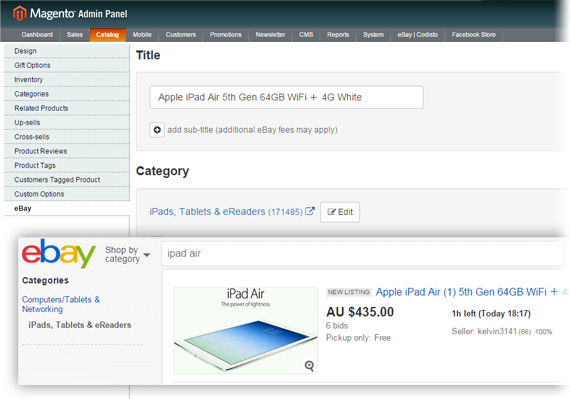 Magento Admin Panel
Dashboard Sales Catalog Mobile Customers Promotions Newsletter CMS Reports System eBay | Codisto Facebook Store
Design
Gift Options
Inventory
Categories
Related Products
Up-sells
Cross-sells
Product Reviews
Product Tags
Customers Tagged Product
Custom Options
eBay
Title
Apple iPad Air 5th Gen 64GB WiFi + 4G White
add sub-title (additional eBay fees may apply)
Category
iPads, Tablets & eReaders (171485) Edit
ebay
Shop by
category
ipad air
Categories
Computers/Tablets &
Networking
iPads, Tablets & eReaders
iPad Air
The power of lightness.
NEW LISTING Apple iPad Air (1) 5th Gen 64GB WiFi + 4
AU $435.00
6 bids
Pickup only: Free
1h left (Today 18:17)
Seller: kelvin3141 (66) 100%